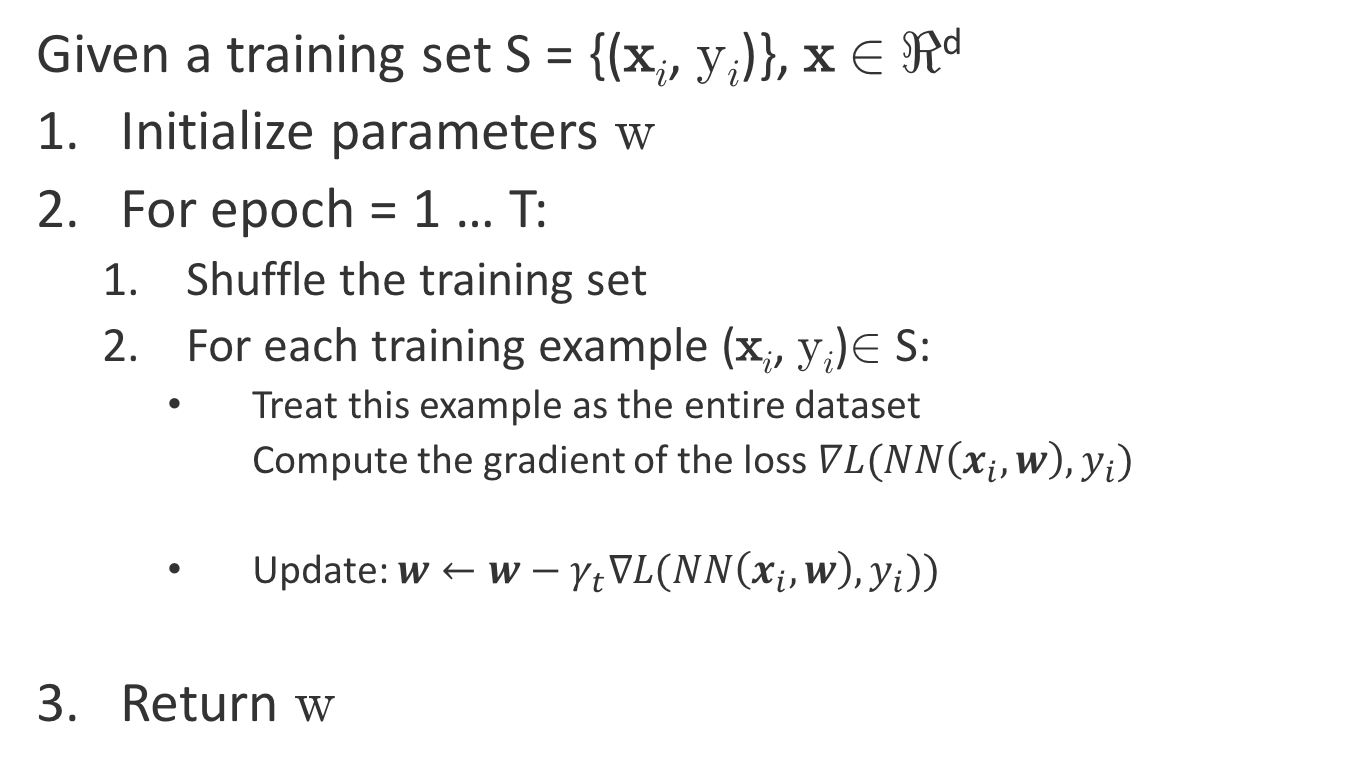 Given a training set S = {(𝐱ᵢ, yᵢ)}, 𝐱 ∈ ℜᵈ
1. Initialize parameters w
2. For epoch = 1 … T:
1. Shuffle the training set
2. For each training example (𝐱ᵢ, yᵢ)∈ S:
• Treat this example as the entire dataset
Compute the gradient of the loss ∇L(NN(𝒙ᵢ, 𝒘), yᵢ)
• Update: 𝒘 ← 𝒘 − γₜ∇L(NN(𝒙ᵢ, 𝒘), yᵢ))
3. Return w